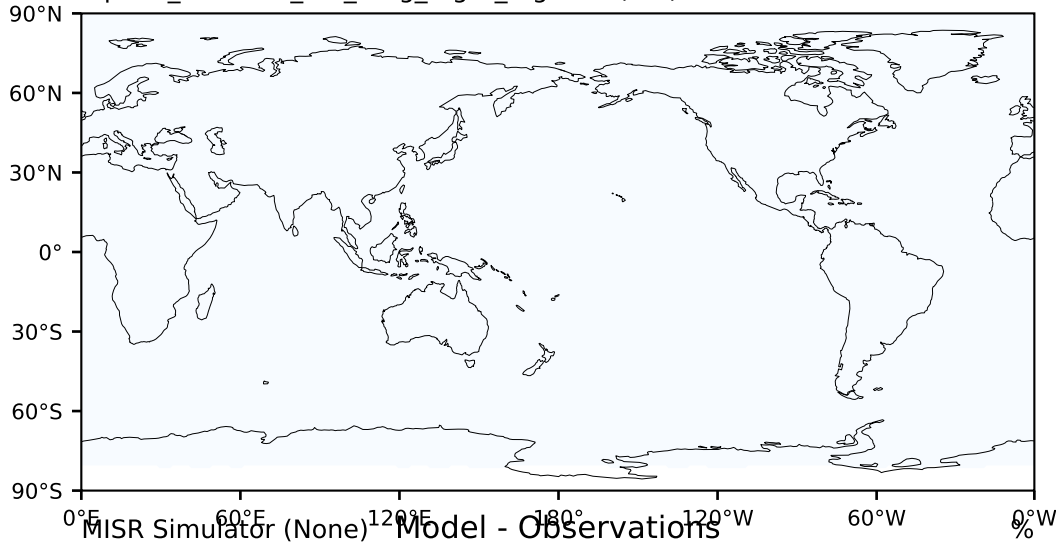 90°N
60°N
30°N
0°
30°S
60°S
90°S
0°E 60°E 120°E 180° 120°W 60°W 0°W
MISR Simulator (None) Model - Observations %